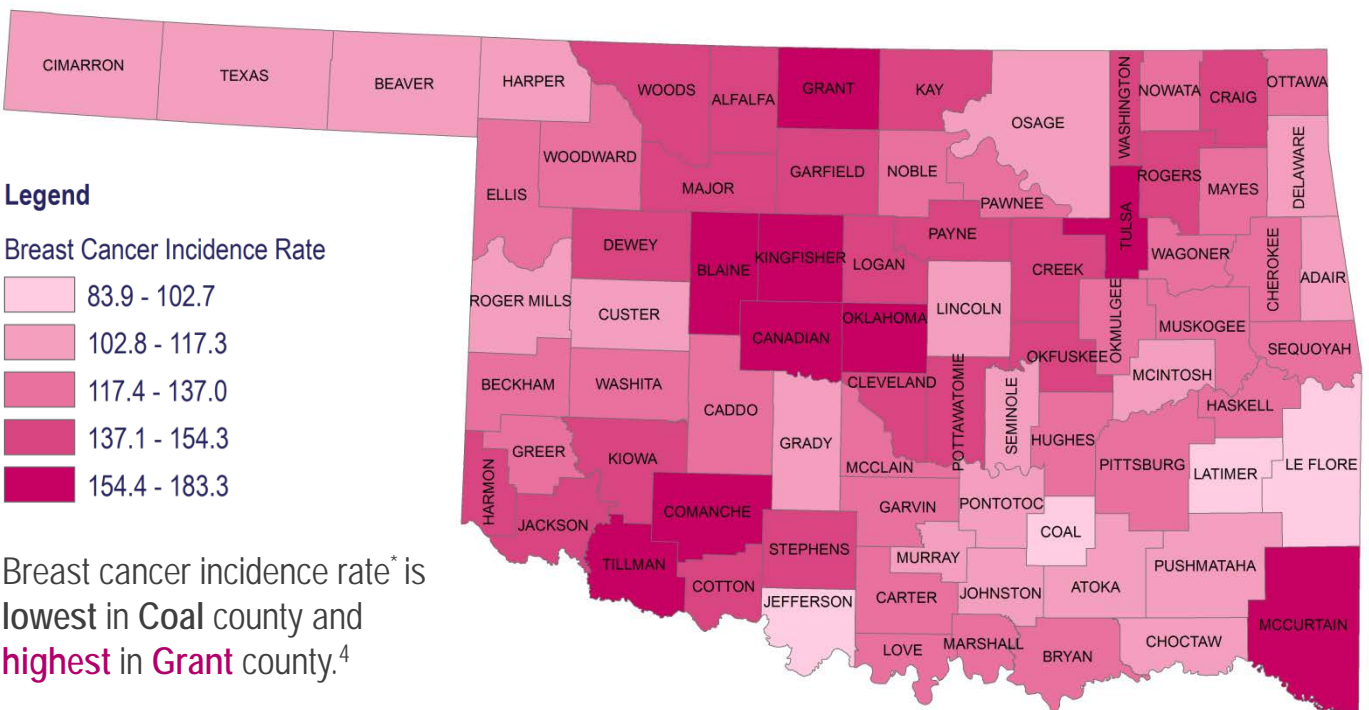 CIMARRON
TEXAS
BEAVER
HARPER
WOODS
ALFALFA
GRANT
KAY
OSAGE
WASHINGTON
NOWATA
CRAIG
OTTAWA
WOODWARD
ELLIS
MAJOR
GARFIELD
NOBLE
PAWNEE
ROGERS
MAYES
DELAWARE
Legend
Breast Cancer Incidence Rate
83.9 - 102.7
102.8 - 117.3
117.4 - 137.0
137.1 - 154.3
154.4 - 183.3
DEWEY
BLAINE
KINGFISHER
LOGAN
PAYNE
CREEK
TULSA
WAGONER
CHEROKEE
ADAIR
ROGER MILLS
CUSTER
CANADIAN
OKLAHOMA
LINCOLN
OKMULGEE
MUSKOGEE
SEQUOYAH
BECKHAM
WASHITA
CADDO
GRADY
CLEVELAND
POTTAWATOMIE
SEMINOLE
OKFUSKEE
MCINTOSH
HASKELL
GREER
KIOWA
MCCLAIN
HUGHES
PITTSBURG
LATIMER
LE FLORE
HARMON
JACKSON
COMANCHE
GARVIN
PONTOTOC
COAL
TILLMAN
COTTON
STEPHENS
MURRAY
JOHNSTON
ATOKA
PUSHMATAHA
JEFFERSON
CARTER
LOVE
MARSHALL
BRYAN
CHOCTAW
MCCURTAIN
Breast cancer incidence rate* is
lowest in Coal county and
highest in Grant county.4